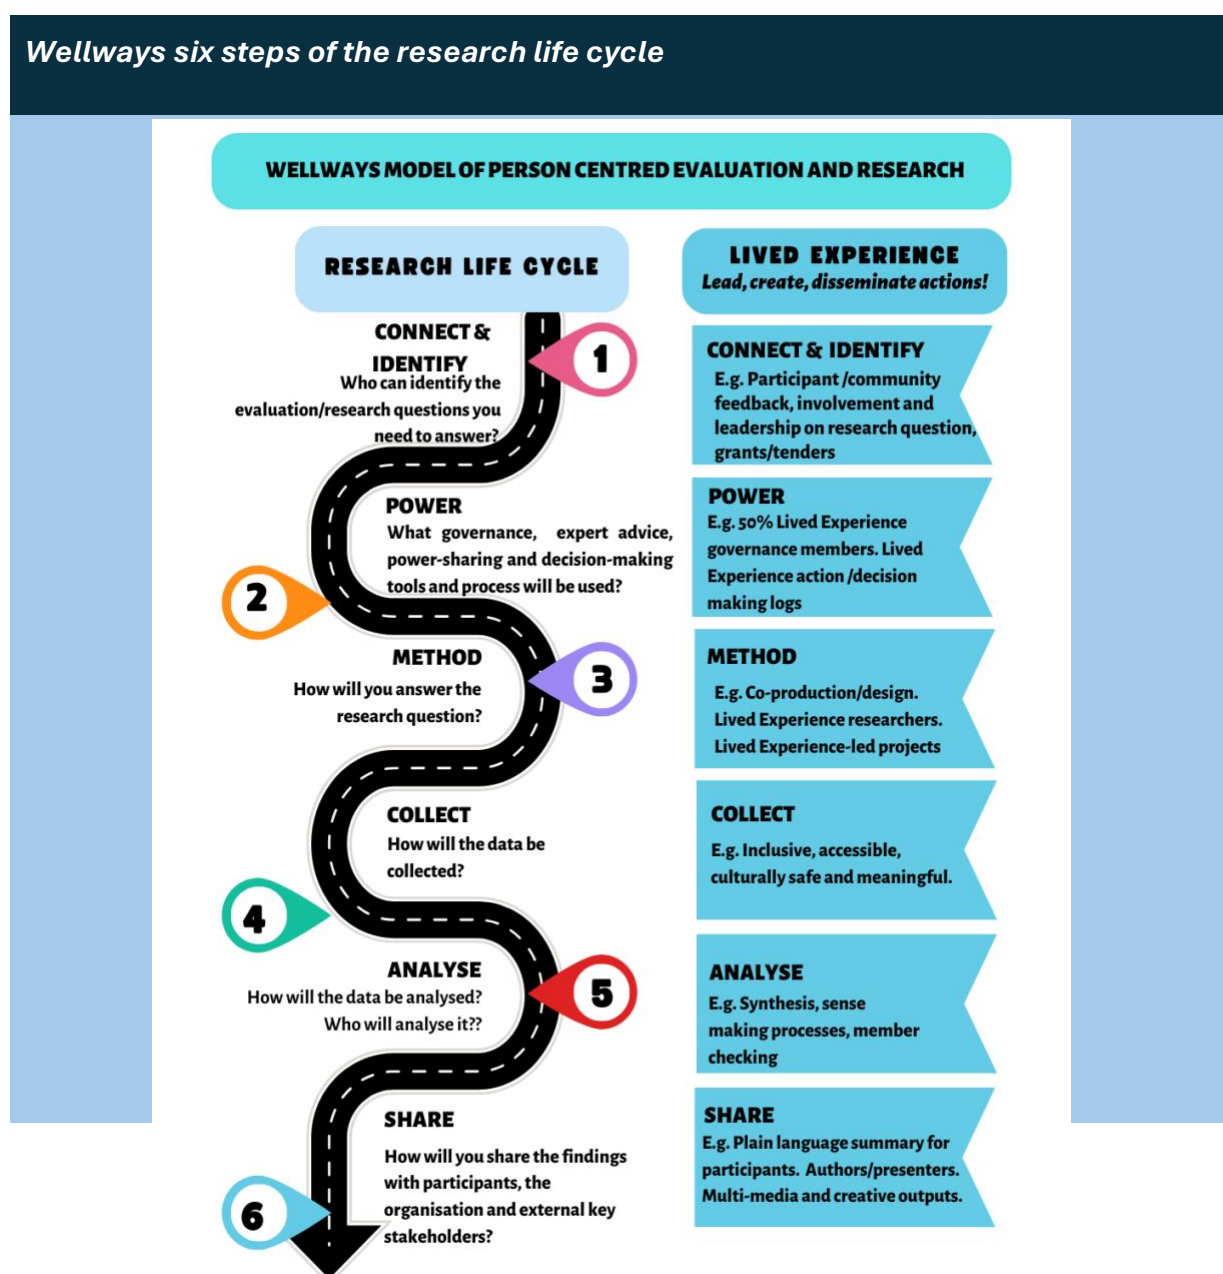 Wellways six steps of the research life cycle
WELLWAYS MODEL OF PERSON CENTRED EVALUATION AND RESEARCH
RESEARCH LIFE CYCLE
CONNECT &
IDENTIFY
Who can identify the
evaluation/research questions you
need to answer?
1
POWER
What governance, expert advice,
power-sharing and decision-making
tools and process will be used?
2
METHOD
How will you answer the
research question?
3
COLLECT
How will the data be
collected?
4
ANALYSE
How will the data be analysed?
Who will analyse it??
5
SHARE
How will you share the findings
with participants, the
organisation and external key
stakeholders?
6
LIVED EXPERIENCE
Lead, create, disseminate actions!
CONNECT & IDENTIFY
E.g. Participant /community
feedback, involvement and
leadership on research question,
grants/tenders
POWER
E.g. 50% Lived Experience
governance members. Lived
Experience action /decision
making logs
METHOD
E.g. Co-production/design.
Lived Experience researchers.
Lived Experience-led projects
COLLECT
E.g. Inclusive, accessible,
culturally safe and meaningful.
ANALYSE
E.g. Synthesis, sense
making processes, member
checking
SHARE
E.g. Plain language summary for
participants. Authors/presenters.
Multi-media and creative outputs.